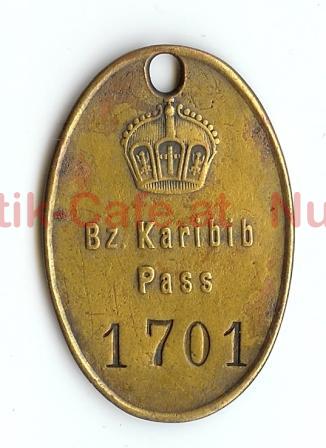 Bz. Karibib
Pass
1701
tik-Cafe.at Nu